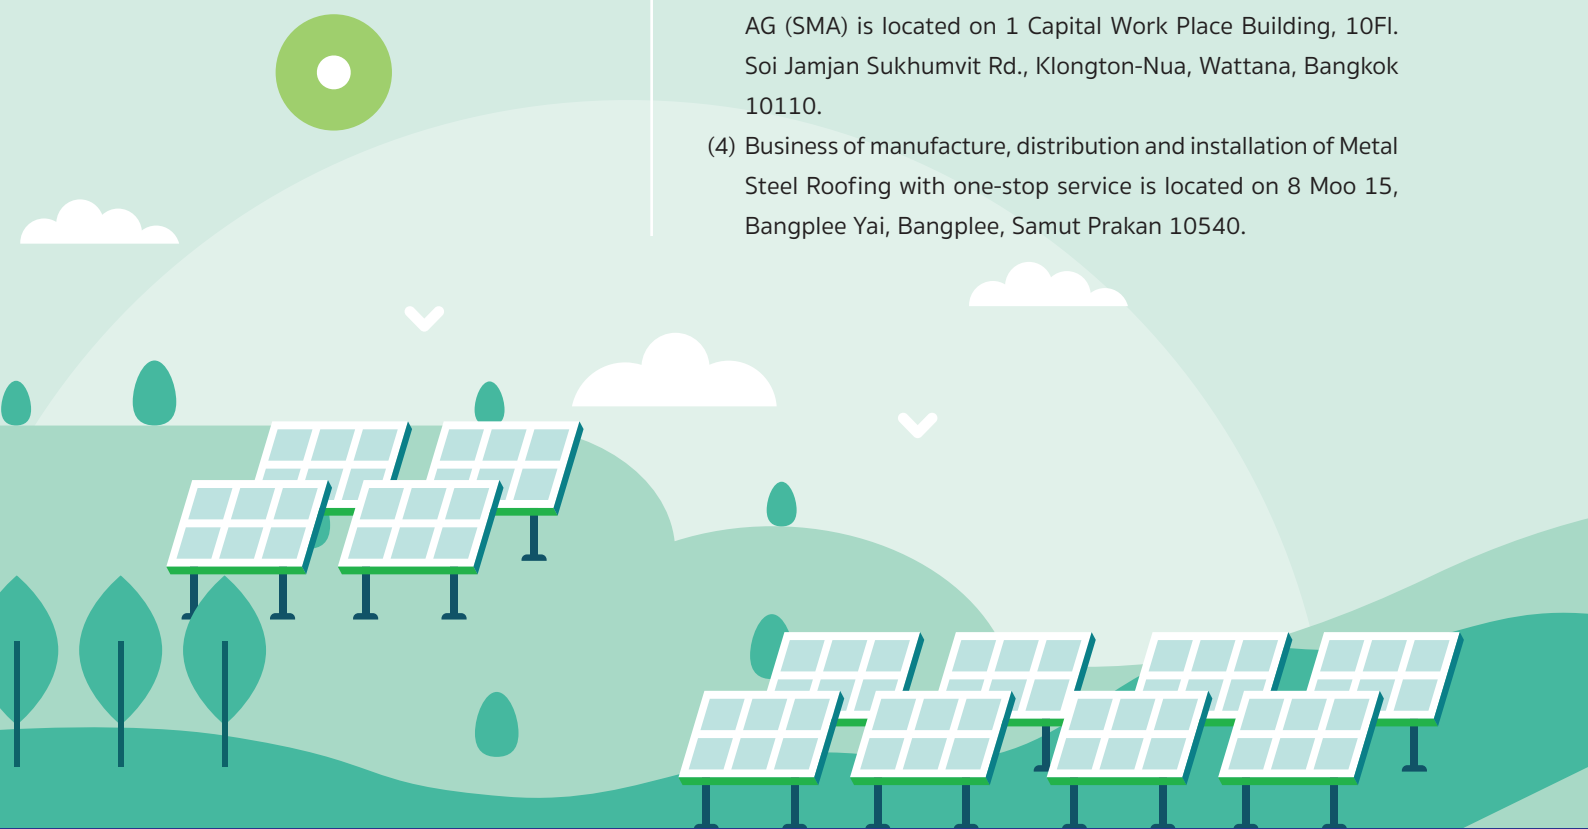 AG (SMA) is located on 1 Capital Work Place Building, 10Fl.
Soi Jamjan Sukhumvit Rd., Klongton-Nua, Wattana, Bangkok
10110.
(4) Business of manufacture, distribution and installation of Metal
Steel Roofing with one-stop service is located on 8 Moo 15,
Bangplee Yai, Bangplee, Samut Prakan 10540.